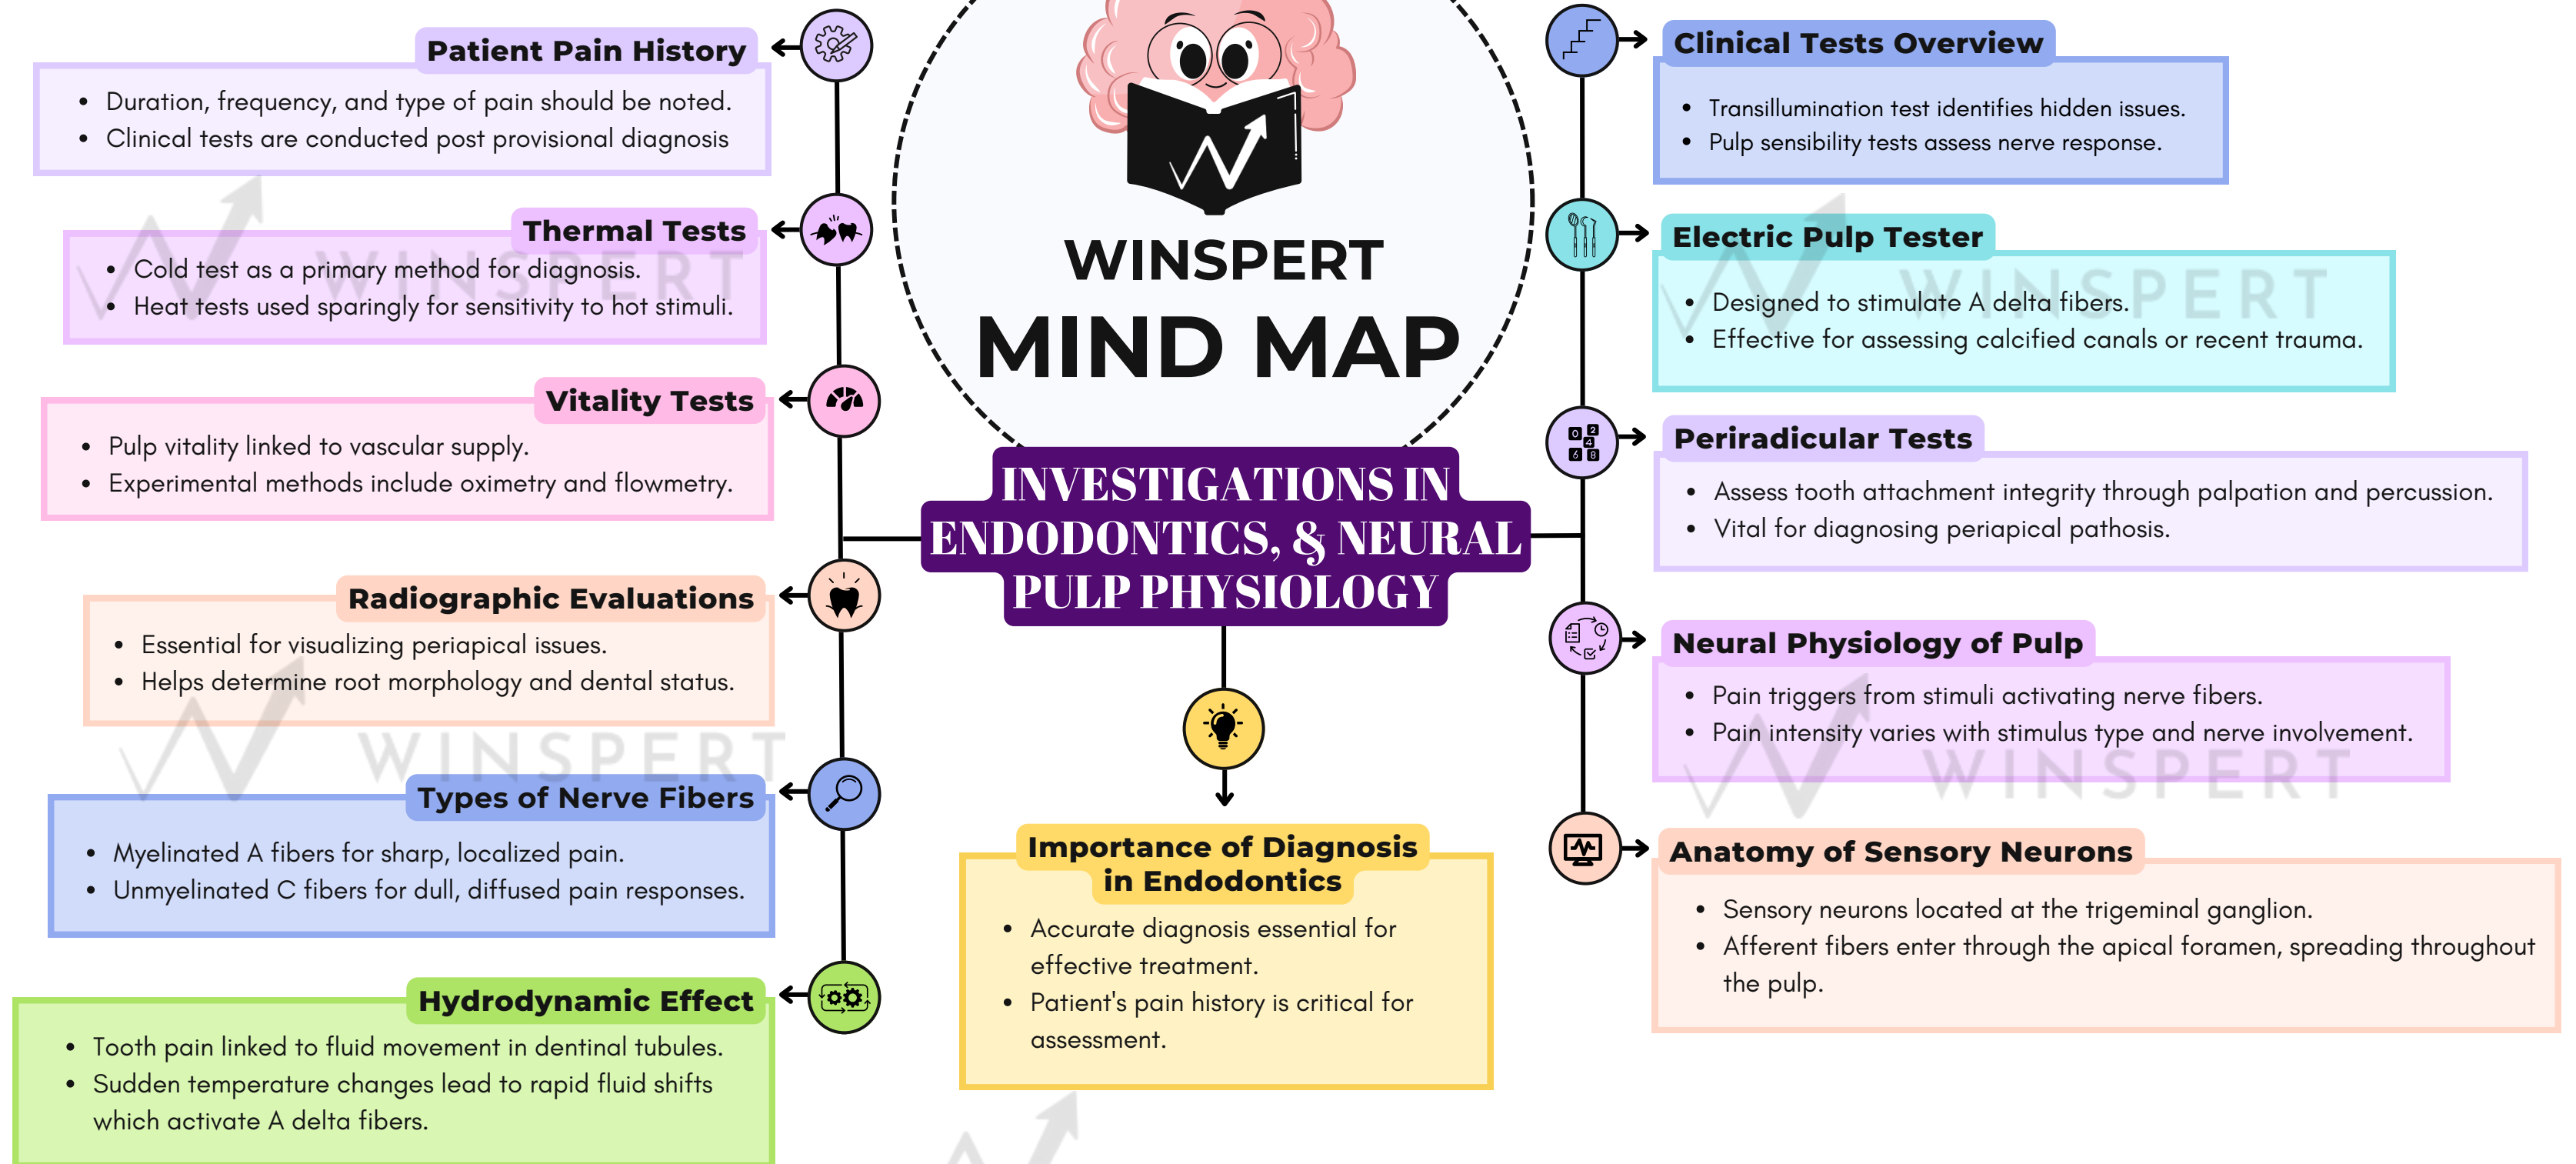 Patient Pain History
Duration, frequency, and type of pain should be noted.
Clinical tests are conducted post provisional diagnosis
Thermal Tests
Cold test as a primary method for diagnosis.
Heat tests used sparingly for sensitivity to hot stimuli.
Vitality Tests
Pulp vitality linked to vascular supply.
Experimental methods include oximetry and flowmetry.
Radiographic Evaluations
Essential for visualizing periapical issues.
Helps determine root morphology and dental status.
Types of Nerve Fibers
Myelinated A fibers for sharp, localized pain.
Unmyelinated C fibers for dull, diffused pain responses.
Hydrodynamic Effect
Tooth pain linked to fluid movement in dentinal tubules.
Sudden temperature changes lead to rapid fluid shifts
which activate A delta fibers.
WINSPERT
MIND MAP
INVESTIGATIONS IN
ENDODONTICS, & NEURAL
PULP PHYSIOLOGY
Importance of Diagnosis
in Endodontics
Accurate diagnosis essential for
effective treatment.
Patient's pain history is critical for
assessment.
Clinical Tests Overview
Transillumination test identifies hidden issues.
Pulp sensibility tests assess nerve response.
Electric Pulp Tester
Designed to stimulate A delta fibers.
Effective for assessing calcified canals or recent trauma.
0 2
4
6 8
Periradicular Tests
Assess tooth attachment integrity through palpation and percussion.
Vital for diagnosing periapical pathosis.
Neural Physiology of Pulp
Pain triggers from stimuli activating nerve fibers.
Pain intensity varies with stimulus type and nerve involvement.
Anatomy of Sensory Neurons
Sensory neurons located at the trigeminal ganglion.
Afferent fibers enter through the apical foramen, spreading throughout
the pulp.
WINSPERT
WINSPERT
WINSPERT
WINSPERT